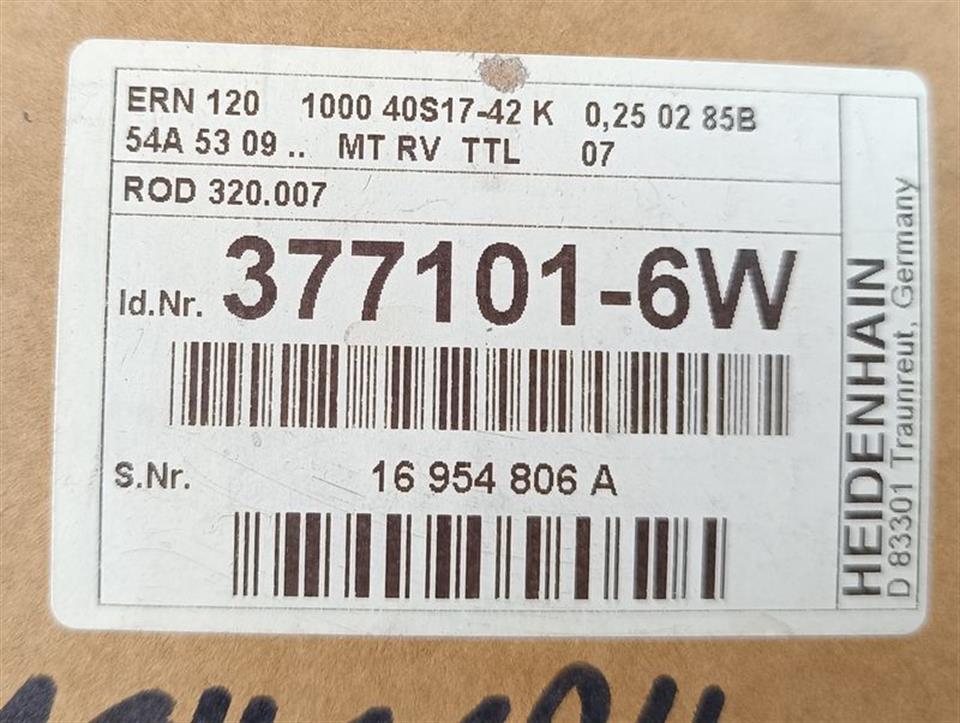 ERN 120 1000 40S17-42 K 0,25 02 85B
54A 53 09 .. MT RV TTL 07
ROD 320.007
Id.Nr. 377101-6W
S.Nr. 16 954 806 A
HEIDENHAIN
D 83301 Traunreut, Germany